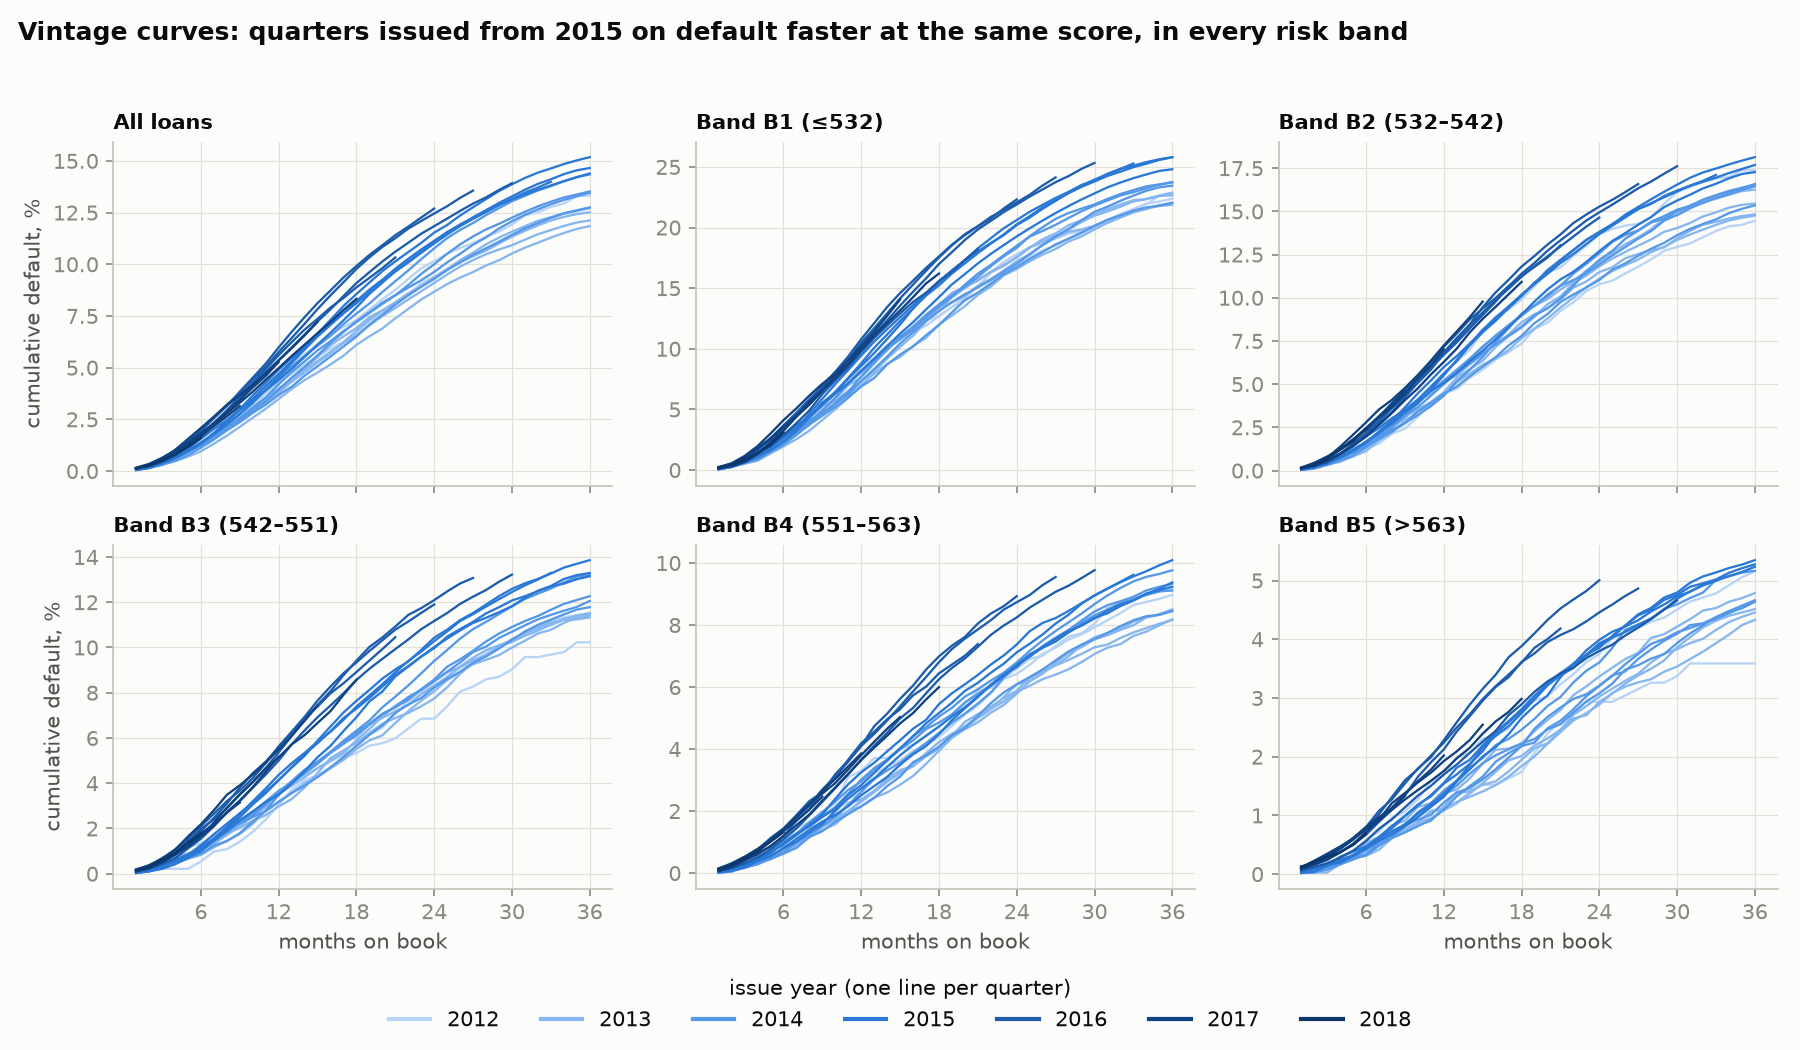 Vintage curves: quarters issued from 2015 on default faster at the same score, in every risk band
All loans
cumulative default, %
15.0
12.5
10.0
7.5
5.0
2.5
0.0
Band B1 (≤532)
25
20
15
10
5
0
Band B2 (532–542)
17.5
15.0
12.5
10.0
7.5
5.0
2.5
0.0
Band B3 (542–551)
cumulative default, %
14
12
10
8
6
4
2
0
6 12 18 24 30 36
months on book
Band B4 (551–563)
10
8
6
4
2
0
6 12 18 24 30 36
months on book
Band B5 (>563)
5
4
3
2
1
0
6 12 18 24 30 36
months on book
issue year (one line per quarter)
2012 2013 2014 2015 2016 2017 2018